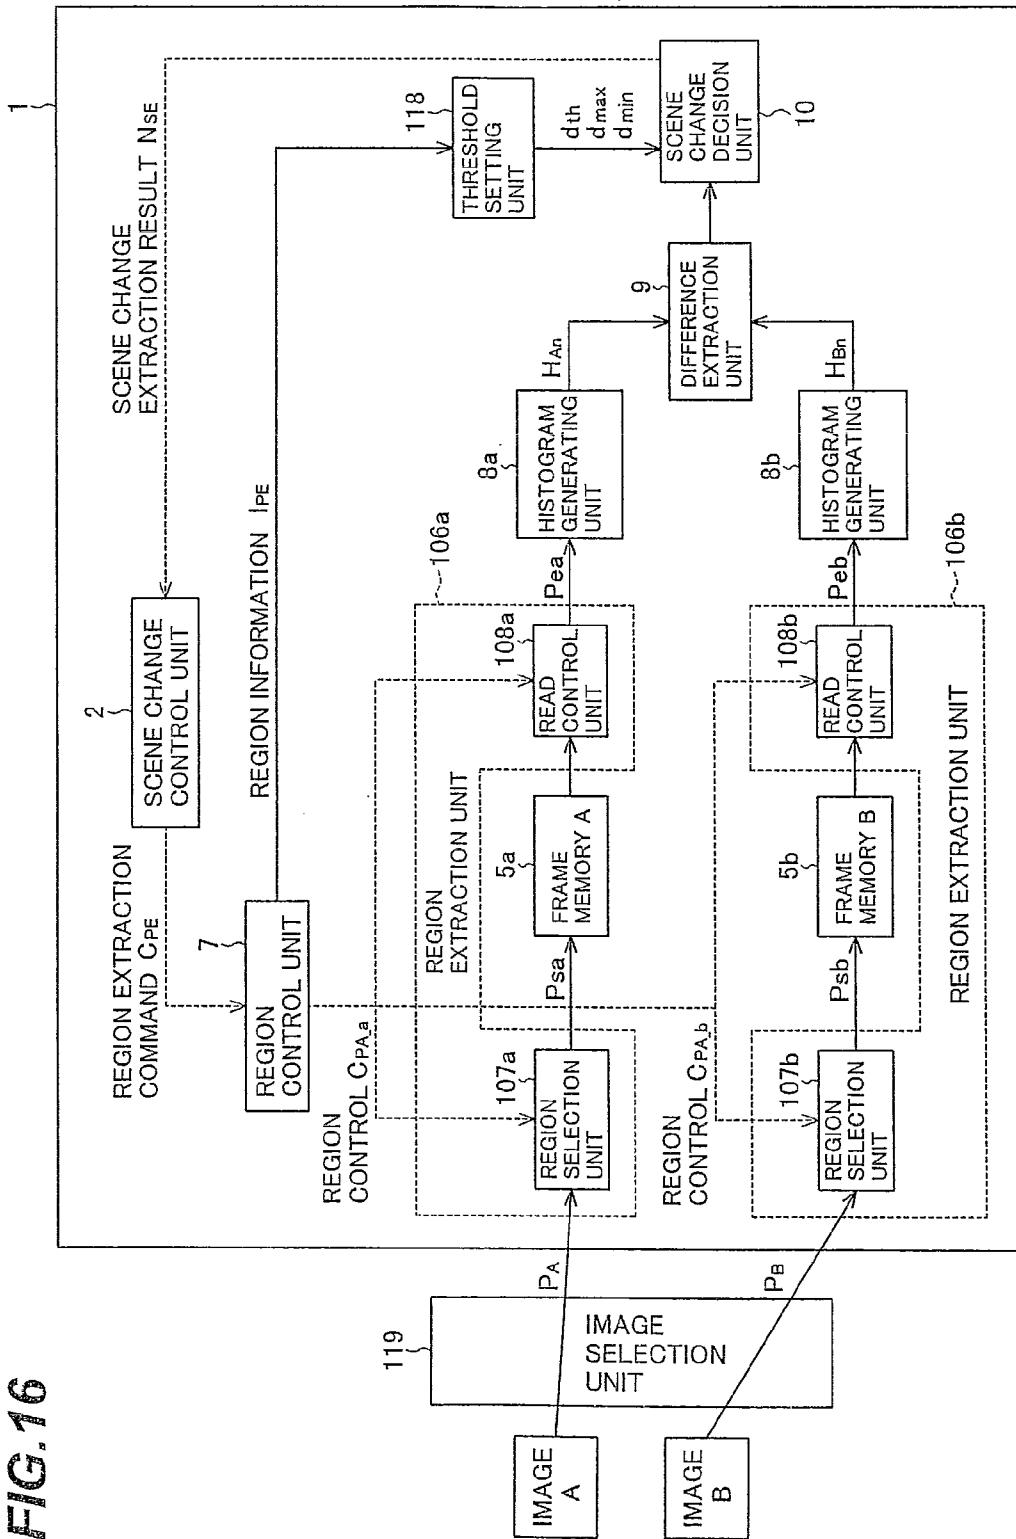 FIG.16
1
SCENE CHANGE
EXTRACTION RESULT NSE
2
SCENE CHANGE
CONTROL UNIT
REGION EXTRACTION
COMMAND CPE
7
REGION
CONTROL UNIT
REGION INFORMATION IPE
118
THRESHOLD
SETTING
UNIT
dth
dmax
dmin
SCENE
CHANGE
DECISION
UNIT
10
REGION
CONTROL CPA,a
REGION
EXTRACTION UNIT
106a
107a
REGION
SELECTION
UNIT
Psa
5a
FRAME
MEMORY A
108a
READ
CONTROL
UNIT
Pea
8a
HISTOGRAM
GENERATING
UNIT
HAn
9
DIFFERENCE
EXTRACTION
UNIT
119
IMAGE
SELECTION
UNIT
IMAGE
A
PA
IMAGE
B
PB
REGION
CONTROL CPA,b
107b
REGION
SELECTION
UNIT
Psb
5b
FRAME
MEMORY B
108b
READ
CONTROL
UNIT
Peb
8b
HISTOGRAM
GENERATING
UNIT
HBn
106b
REGION EXTRACTION UNIT